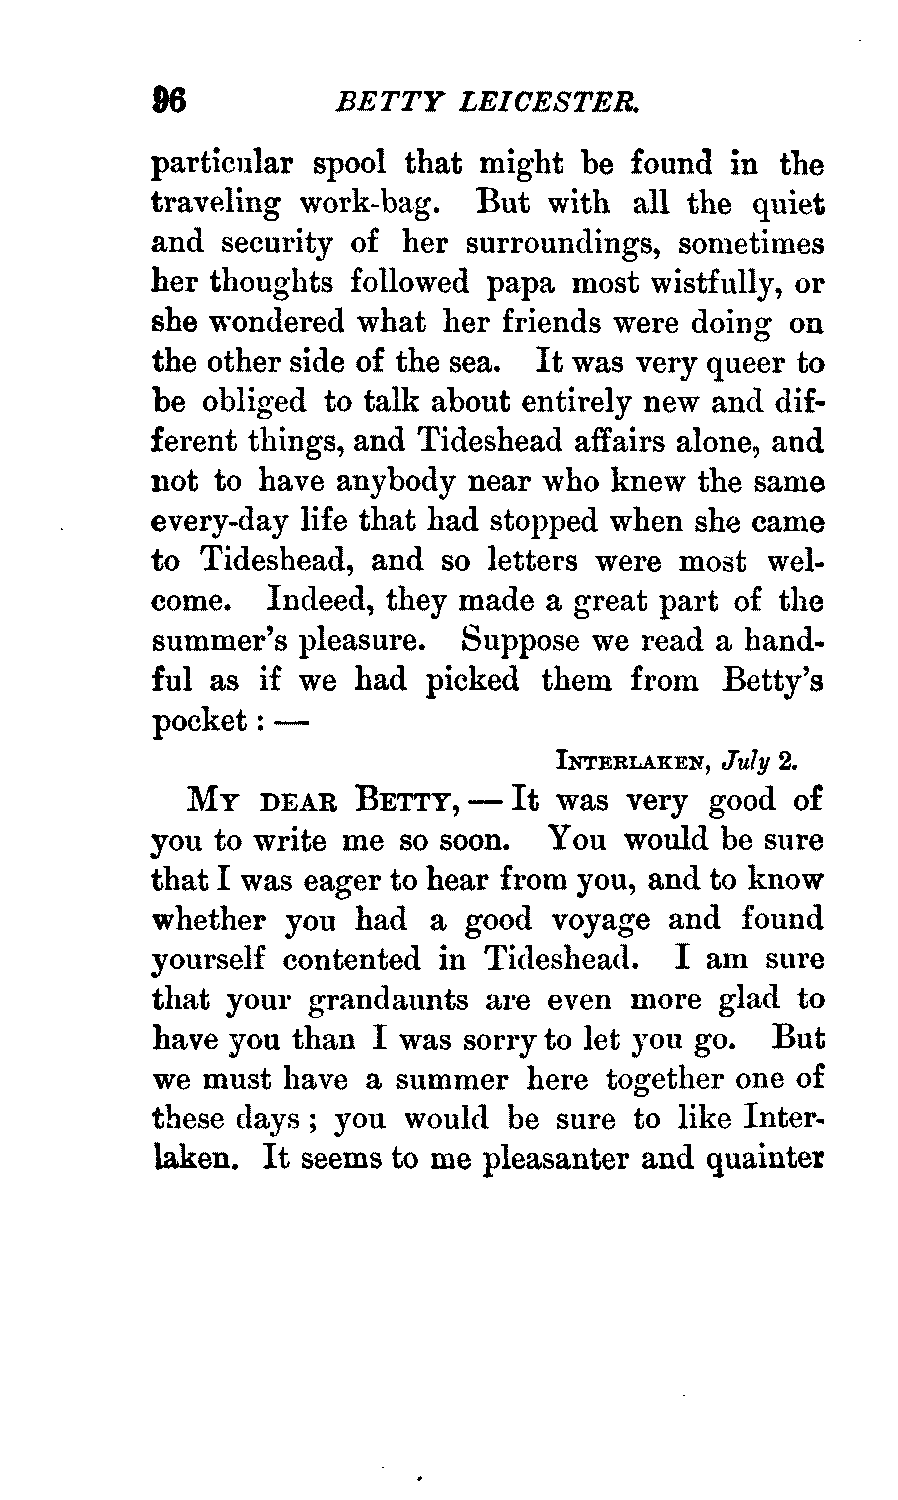 96 BETTY LEICESTER.
particular spool that might be found in the
traveling work-bag. But with all the quiet
and security of her surroundings, sometimes
her thoughts followed papa most wistfully, or
she wondered what her friends were doing on
the other side of the sea. It was very queer to
be obliged to talk about entirely new and dif-
ferent things, and Tideshead affairs alone, and
not to have anybody near who knew the same
every-day life that had stopped when she came
to Tideshead, and so letters were most wel-
come. Indeed, they made a great part of the
summer's pleasure. Suppose we read a hand-
ful as if we had picked them from Betty's
pocket : —
INTERLAKEN, July 2.
MY DEAR BETTY, — It was very good of
you to write me so soon. You would be sure
that I was eager to hear from you, and to know
whether you had a good voyage and found
yourself contented in Tideshead. I am sure
that your grandaunts are even more glad to
have you than I was sorry to let you go. But
we must have a summer here together one of
these days ; you would be sure to like Inter-
laken. It seems to me pleasanter and quainter